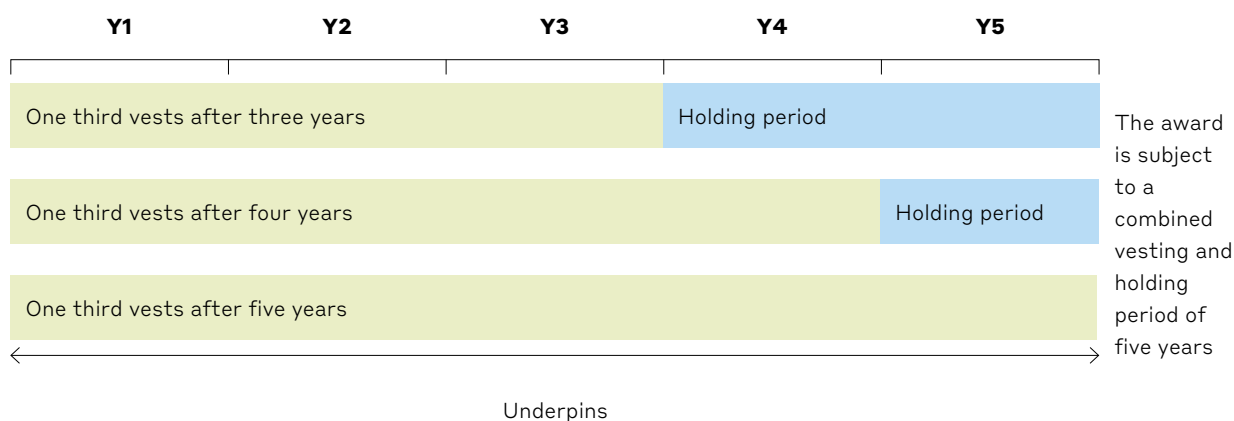 Y1 Y2 Y3 Y4 Y5
One third vests after three years
Holding period
One third vests after four years
Holding period
One third vests after five years
The award
is subject
to a
combined
vesting and
holding
period of
five years
Underpins